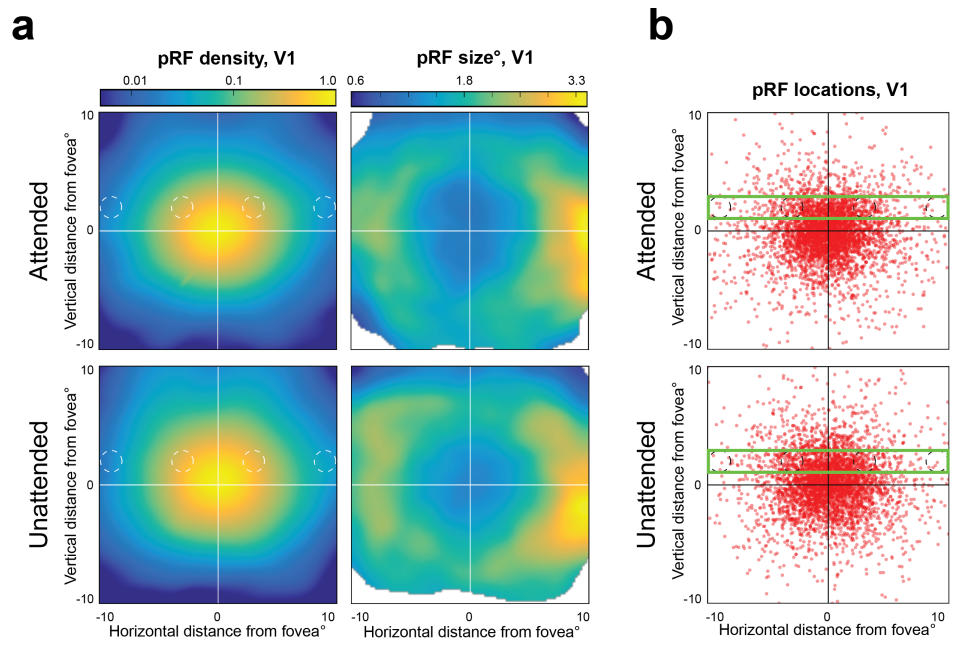 a
b
pRF density, V1
pRF size°, V1
0.01
0.1
1.0
0.6
1.8
3.3
pRF locations, V1
Attended
Vertical distance from fovea°
10
0
-10
Attended
Vertical distance from fovea°
10
0
-10
Unattended
Vertical distance from fovea°
10
0
-10
Unattended
Vertical distance from fovea°
10
0
-10
-10
0
10
-10
0
10
-10
0
10
Horizontal distance from fovea°
Horizontal distance from fovea°
Horizontal distance from fovea°